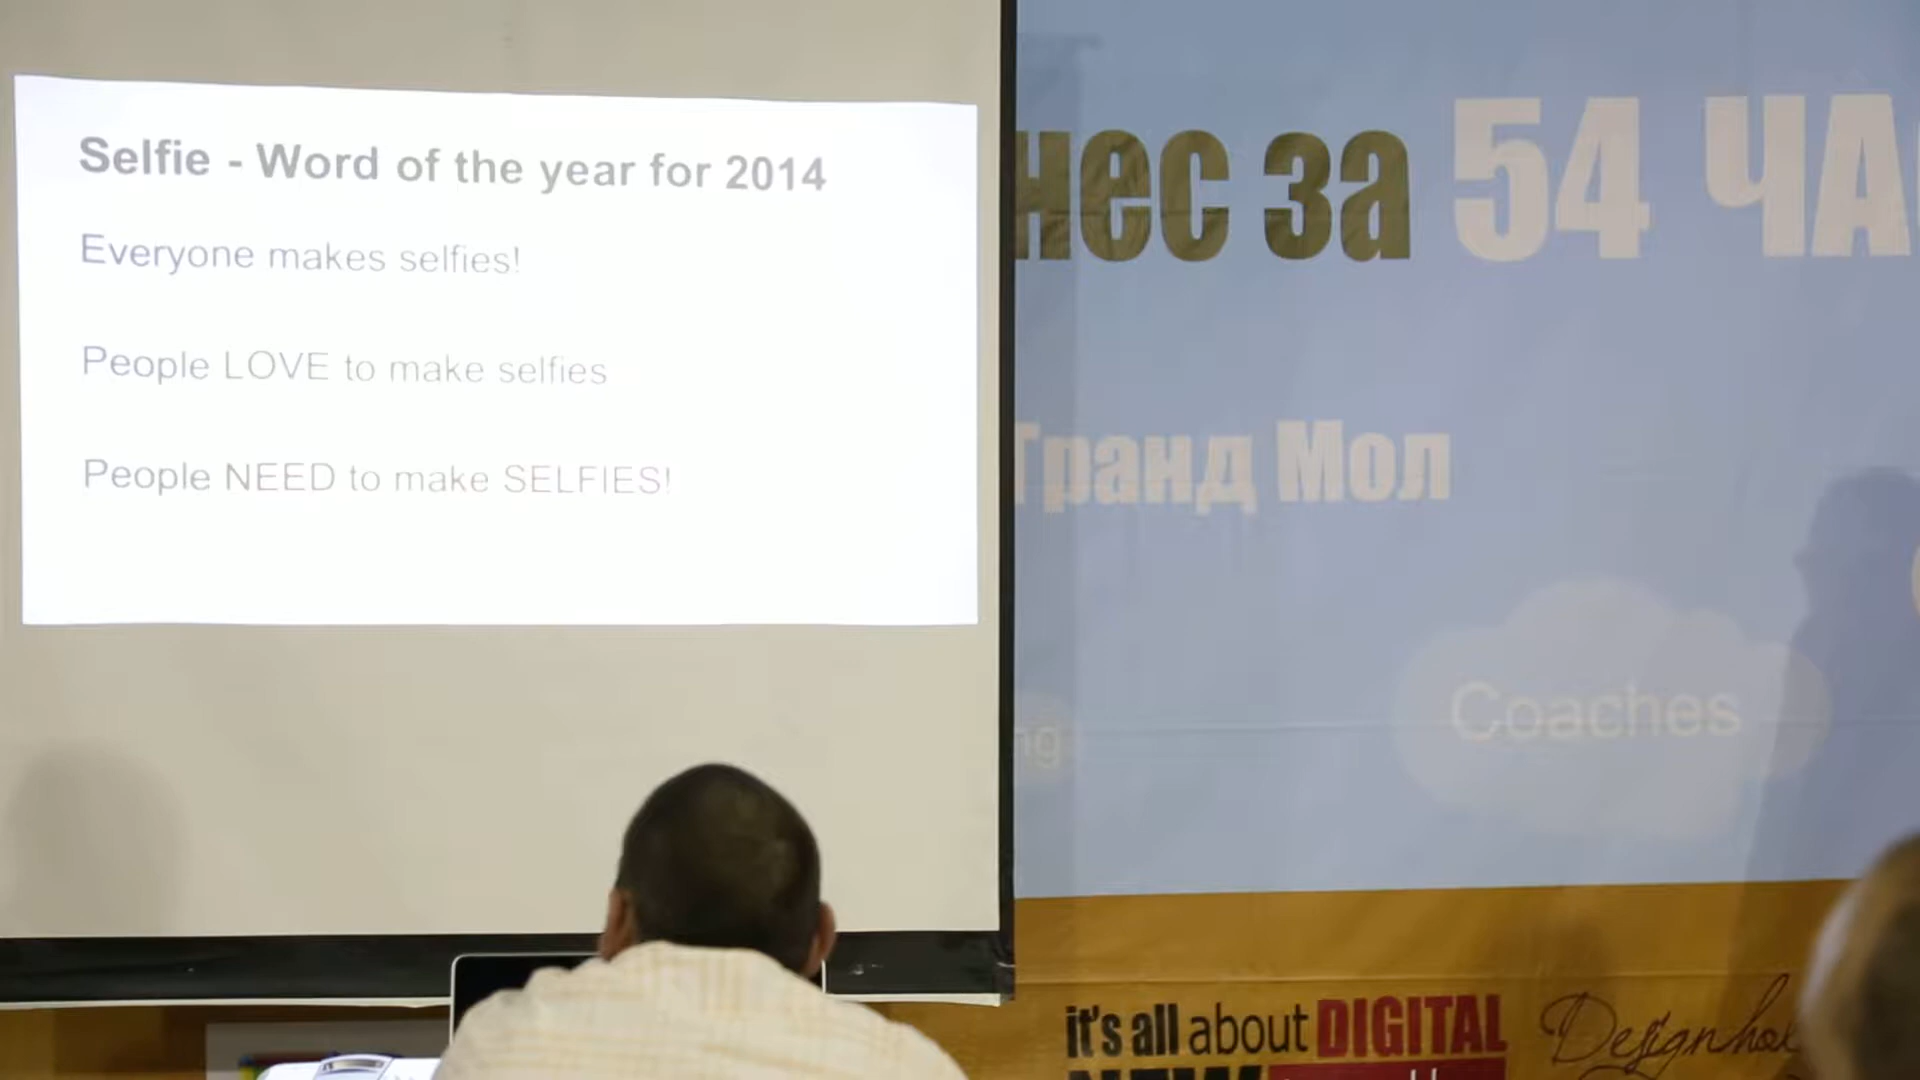 Selfie - Word of the year for 2014
Everyone makes selfies!
People LOVE to make selfies
People NEED to make SELFIES!
нес за 54 ЧА
Гранд Мол
ng
Coaches
it's all about DIGITAL